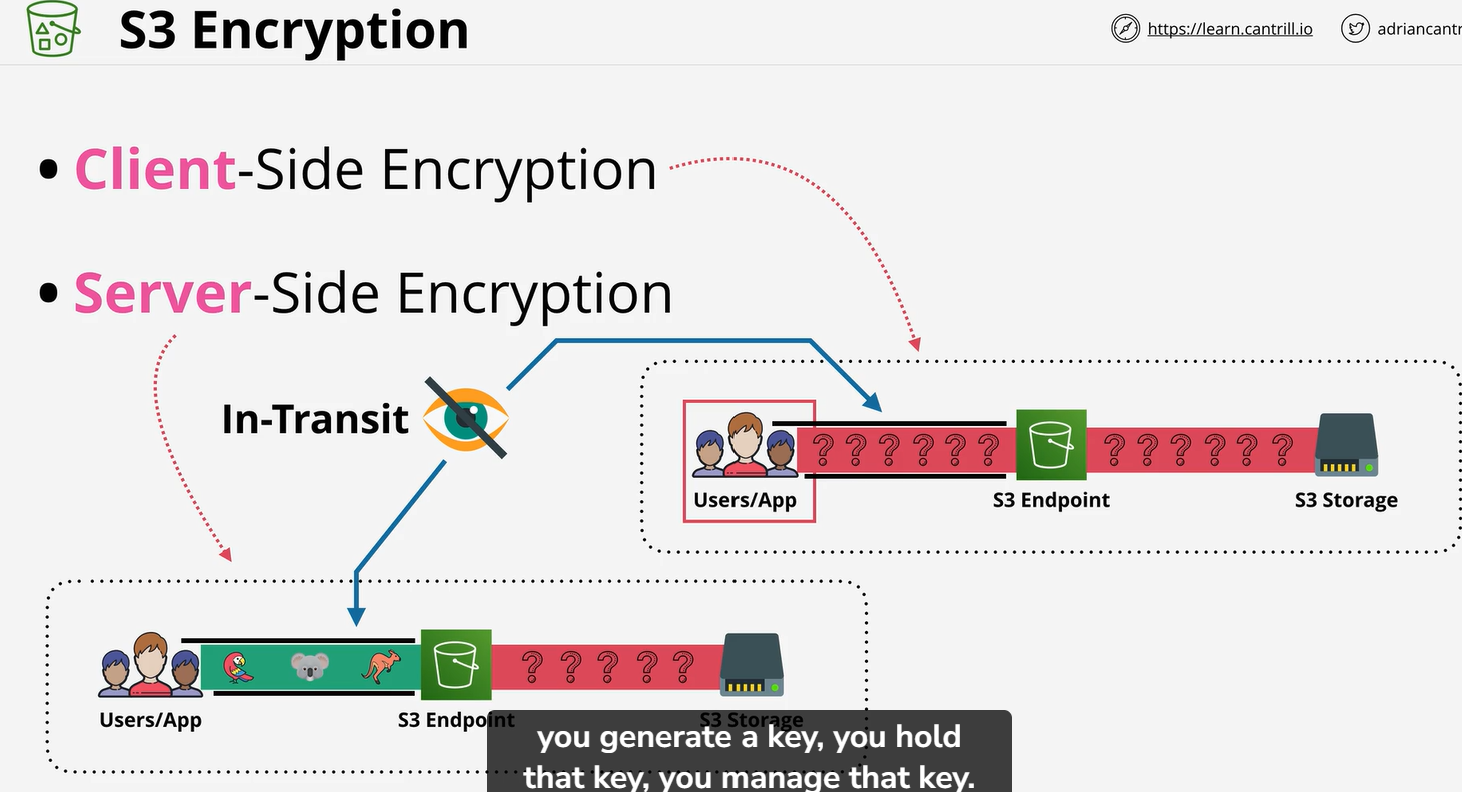 S3 Encryption
https://learn.cantrill.io
adriancantr
• Client-Side Encryption
• Server-Side Encryption
In-Transit
? ? ? ? ? ?
? ? ? ? ? ?
Users/App
S3 Endpoint
S3 Storage
? ? ? ? ?
Users/App
S3 Endpoint
S3 Storage
you generate a key, you hold
that key, you manage that key.